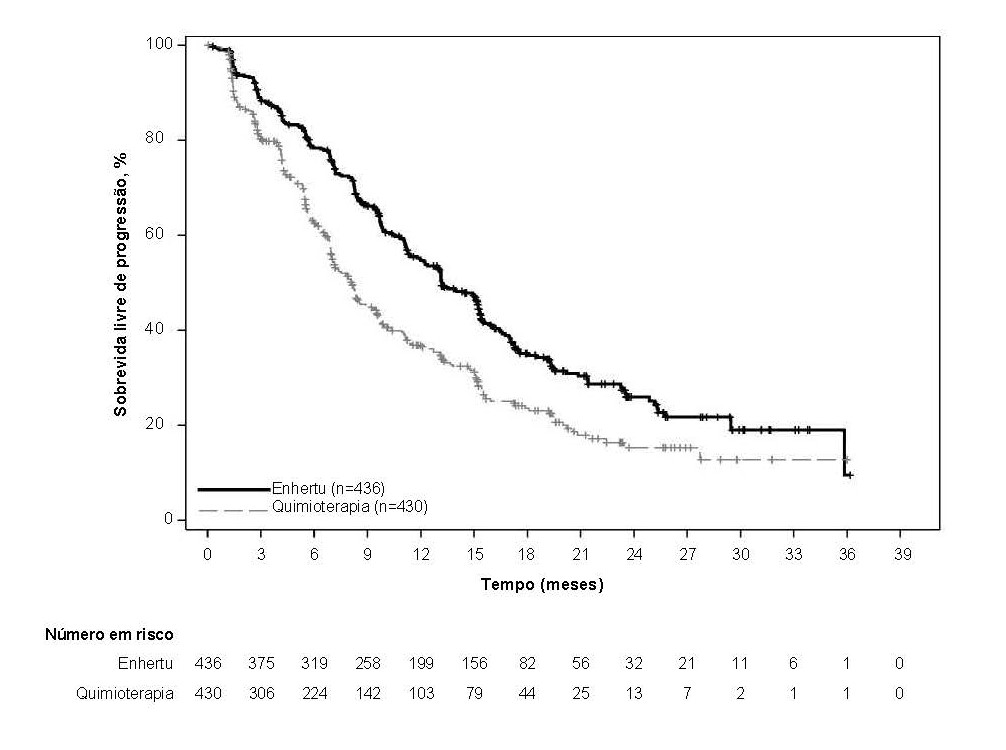 100
80
60
40
20
0
Sobrevida livre de progressão, %
Enhertu (n=436)
Quimioterapia (n=430)
0 3 6 9 12 15 18 21 24 27 30 33 36 39
Tempo (meses)
Número em risco
Enhertu 436 375 319 258 199 156 82 56 32 21 11 6 1 0
Quimioterapia 430 306 224 142 103 79 44 25 13 7 2 1 1 0